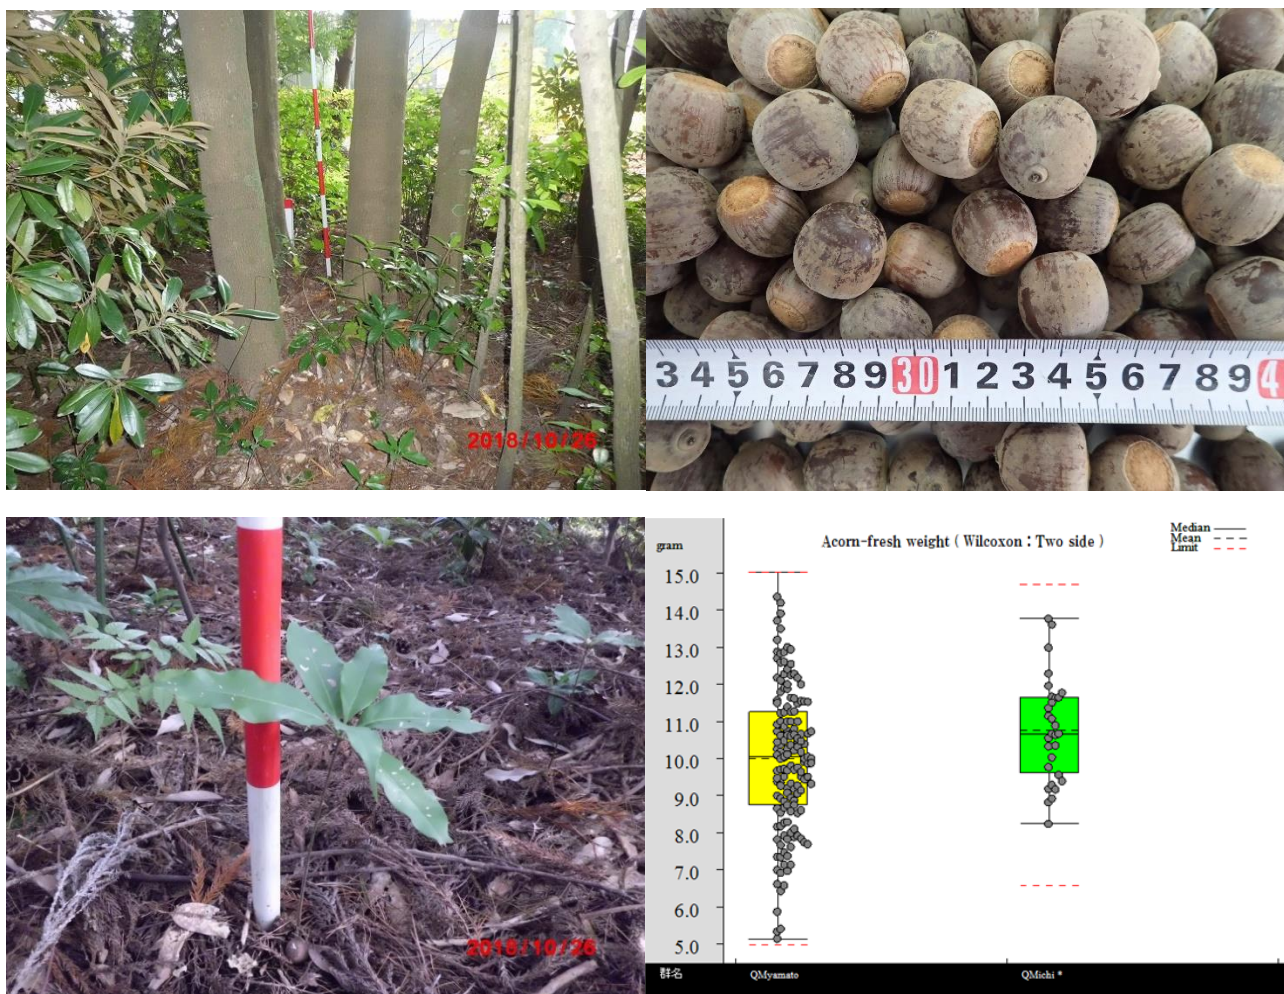 2018/10/26
3 4 5 6 7 8 9 30 1 2 3 4 5 6 7 8 9 4
2018/10/26
gram
Acorn-fresh weight ( Wilcoxon : Two side )
Median
Mean
Limit
15.0
14.0
13.0
12.0
11.0
10.0
9.0
8.0
7.0
6.0
5.0
群名 QMyamato QMichi *